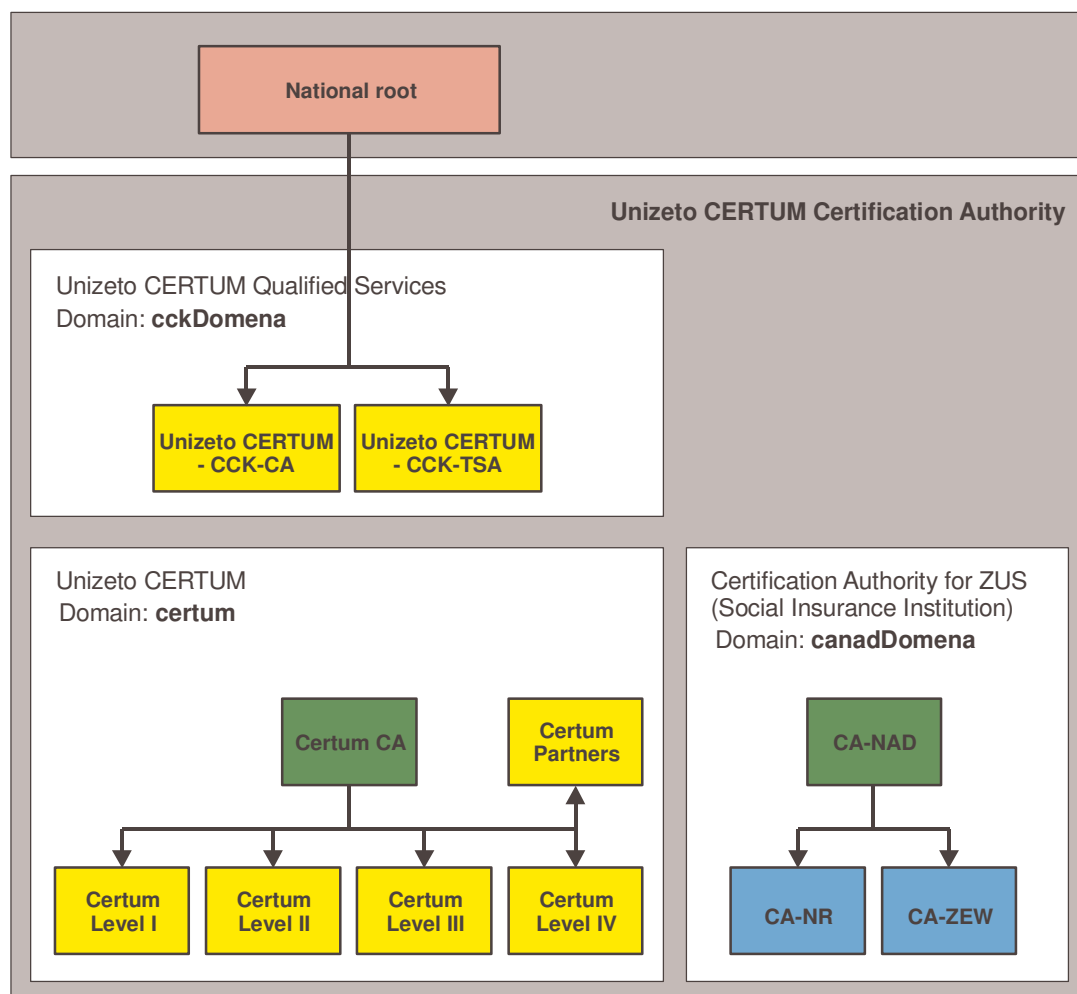 National root
Unizeto CERTUM Certification Authority
Unizeto CERTUM Qualified Services
Domain: cckDomena
Unizeto CERTUM
- CCK-CA
Unizeto CERTUM
- CCK-TSA
Unizeto CERTUM
Domain: certum
Certum CA
Certum
Partners
Certum
Level I
Certum
Level II
Certum
Level III
Certum
Level IV
Certification Authority for ZUS
(Social Insurance Institution)
Domain: canadDomena
CA-NAD
CA-NR
CA-ZEW